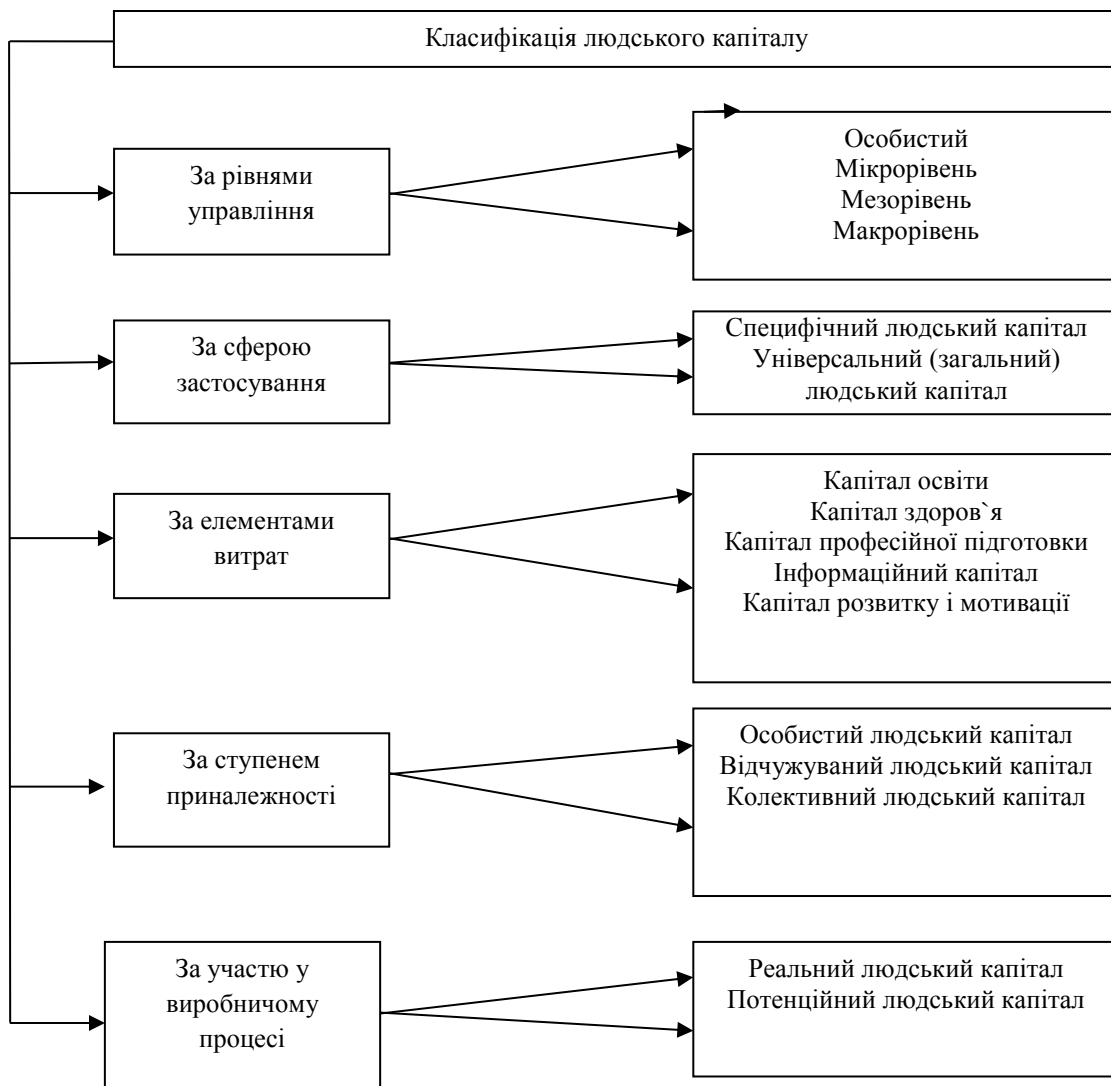 Класифікація людського капіталу
За рівнями
управління
Особистий
Мікрорівень
Мезорівень
Макрорівень
За сферою
застосування
Специфічний людський капітал
Універсальний (загальний)
людський капітал
За елементами
витрат
Капітал освіти
Капітал здоров`я
Капітал професійної підготовки
Інформаційний капітал
Капітал розвитку і мотивації
За ступенем
приналежності
Особистий людський капітал
Відчужуваний людський капітал
Колективний людський капітал
За участю у
виробничому
процесі
Реальний людський капітал
Потенційний людський капітал